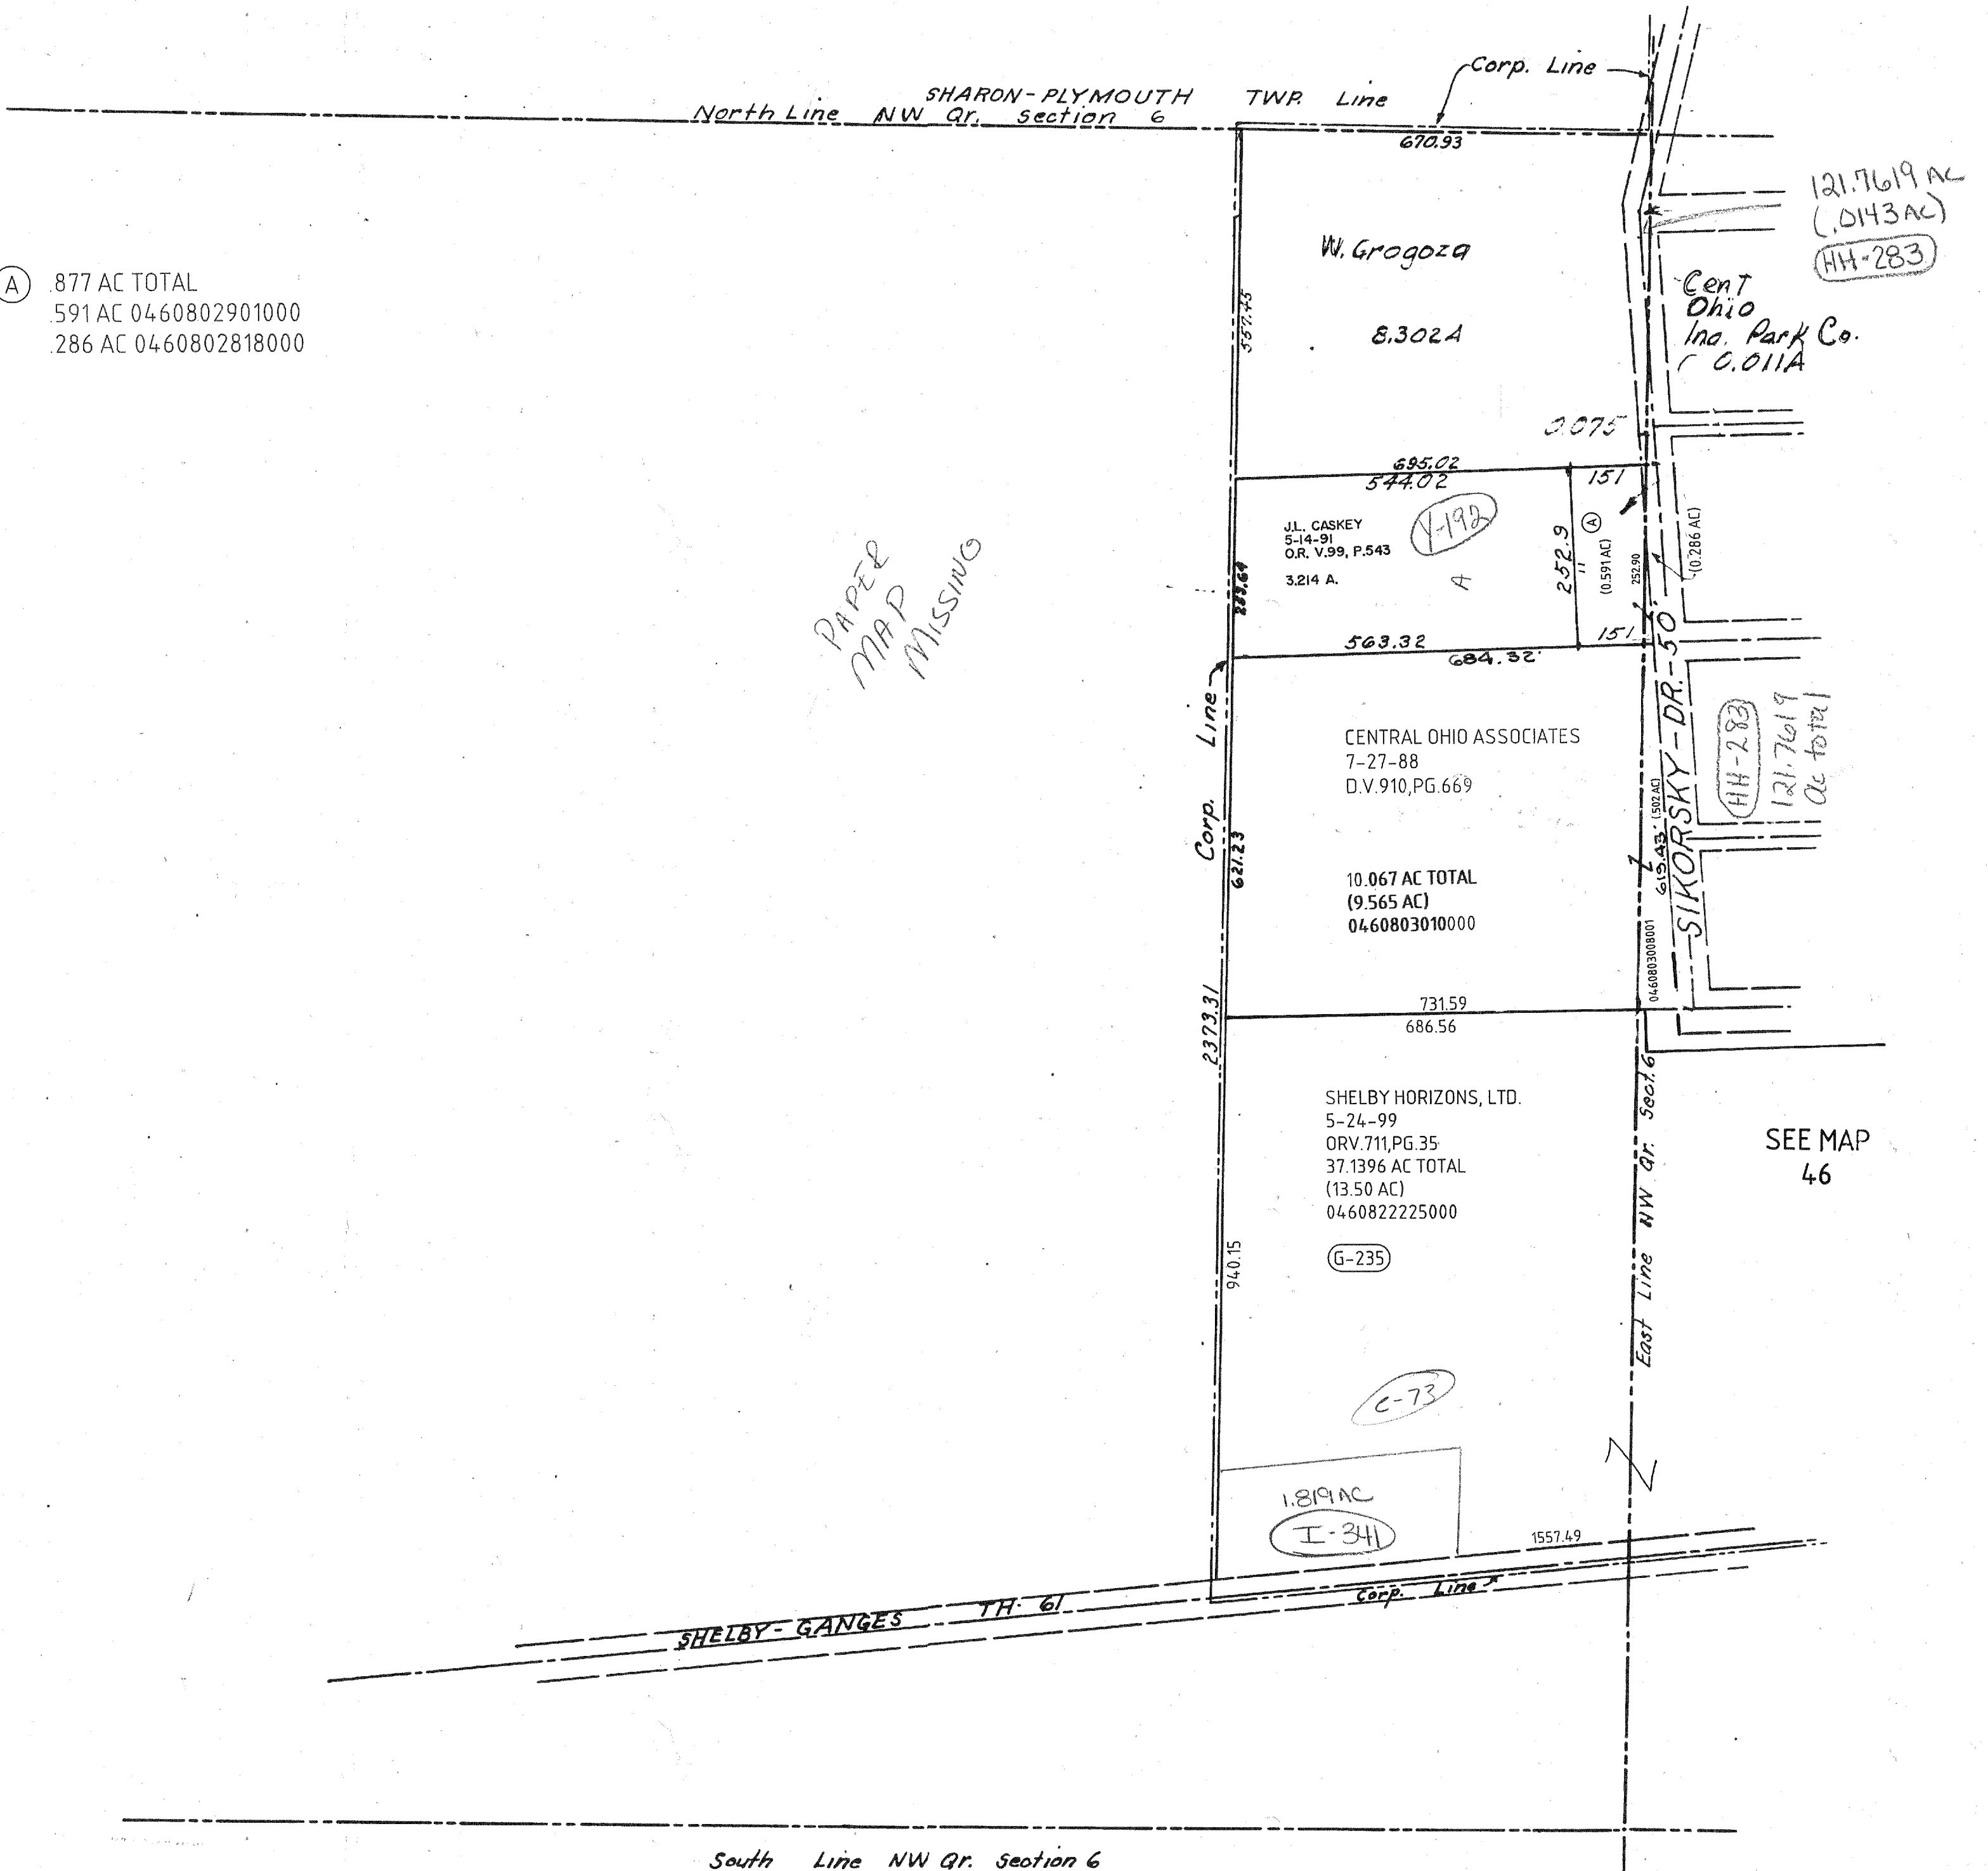 Corp. Line
SHARON-PLYMOUTH TWP. Line
North Line NW Qr. Section 6
670.93
121.7619 AC
(.0143 AC)
HH-283
A
.877 AC TOTAL
.591 AC 0460802901000
.286 AC 0460802818000
W. Grogoza
8.302A
557.45
Cent
Ohio
Ind. Park Co.
0.011A
0.075
695.02
544.02
151
J.L. CASKEY
5-14-91
O.R. V.99, P.543
3.214 A.
Y-192
A
252.9
"
A
(0.591 AC)
252.90
(0.286 AC)
PAPER
MAP
MISSING
563.32
151
684.32'
Corp. Line
CENTRAL OHIO ASSOCIATES
7-27-88
D.V.910,PG.669
10.067 AC TOTAL
(9.565 AC)
0460803010000
621.23
(.502 AC)
SIKORSKY-DR.-50'
HH-283
121.7619
ac total
0460803008001
2373.31
731.59
686.56
SHELBY HORIZONS, LTD.
5-24-99
ORV.711,PG.35
37.1396 AC TOTAL
(13.50 AC)
0460822225000
G-235
940.15
East Line NW Qr. Sect. 6
SEE MAP
46
C-73
1.819 AC
I-341
1557.49
Corp. Line
SHELBY-GANGES TH. 61
South Line NW Qr. Section 6